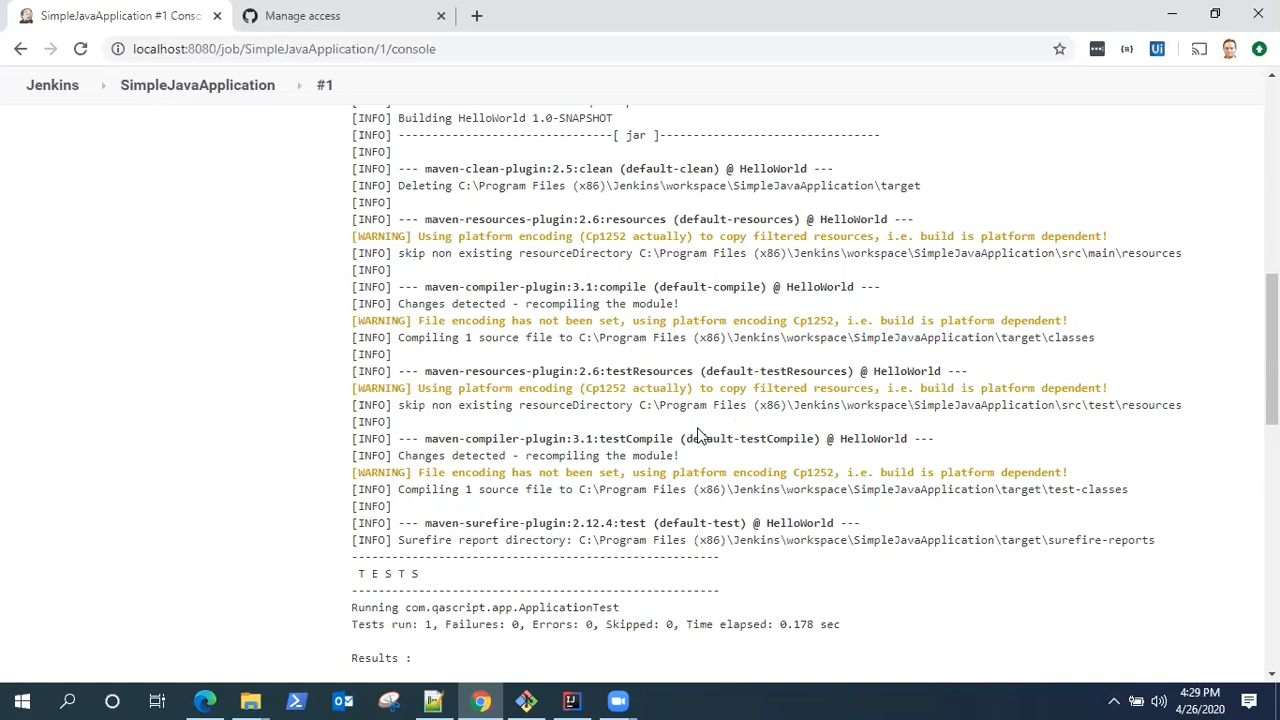 SimpleJavaApplication #1 Conso
Manage access
localhost:8080/job/SimpleJavaApplication/1/console
Jenkins > SimpleJavaApplication > #1
[INFO] Building HelloWorld 1.0-SNAPSHOT
[INFO] --------------------------------[ jar ]---------------------------------
[INFO]
[INFO] --- maven-clean-plugin:2.5:clean (default-clean) @ HelloWorld ---
[INFO] Deleting C:\Program Files (x86)\Jenkins\workspace\SimpleJavaApplication\target
[INFO]
[INFO] --- maven-resources-plugin:2.6:resources (default-resources) @ HelloWorld ---
[WARNING] Using platform encoding (Cp1252 actually) to copy filtered resources, i.e. build is platform dependent!
[INFO] skip non existing resourceDirectory C:\Program Files (x86)\Jenkins\workspace\SimpleJavaApplication\src\main\resources
[INFO]
[INFO] --- maven-compiler-plugin:3.1:compile (default-compile) @ HelloWorld ---
[INFO] Changes detected - recompiling the module!
[WARNING] File encoding has not been set, using platform encoding Cp1252, i.e. build is platform dependent!
[INFO] Compiling 1 source file to C:\Program Files (x86)\Jenkins\workspace\SimpleJavaApplication\target\classes
[INFO]
[INFO] --- maven-resources-plugin:2.6:testResources (default-testResources) @ HelloWorld ---
[WARNING] Using platform encoding (Cp1252 actually) to copy filtered resources, i.e. build is platform dependent!
[INFO] skip non existing resourceDirectory C:\Program Files (x86)\Jenkins\workspace\SimpleJavaApplication\src\test\resources
[INFO]
[INFO] --- maven-compiler-plugin:3.1:testCompile (default-testCompile) @ HelloWorld ---
[INFO] Changes detected - recompiling the module!
[WARNING] File encoding has not been set, using platform encoding Cp1252, i.e. build is platform dependent!
[INFO] Compiling 1 source file to C:\Program Files (x86)\Jenkins\workspace\SimpleJavaApplication\target\test-classes
[INFO]
[INFO] --- maven-surefire-plugin:2.12.4:test (default-test) @ HelloWorld ---
[INFO] Surefire report directory: C:\Program Files (x86)\Jenkins\workspace\SimpleJavaApplication\target\surefire-reports
-------------------------------------------------------
T E S T S
-------------------------------------------------------
Running com.qascript.app.ApplicationTest
Tests run: 1, Failures: 0, Errors: 0, Skipped: 0, Time elapsed: 0.178 sec
Results :
4:29 PM
4/26/2020